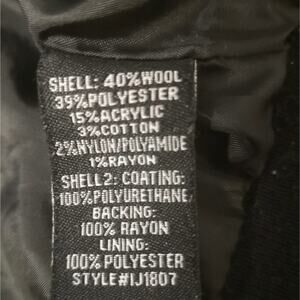 SHELL: 40%WOOL
39%POLYESTER
15%ACRYLIC
3%COTTON
2%NYLON/POLYAMIDE
1%RAYON
SHELL2: COATING:
100%POLYURETHANE
BACKING:
100% RAYON
LINING:
100% POLYESTER
STYLE#IJ1807